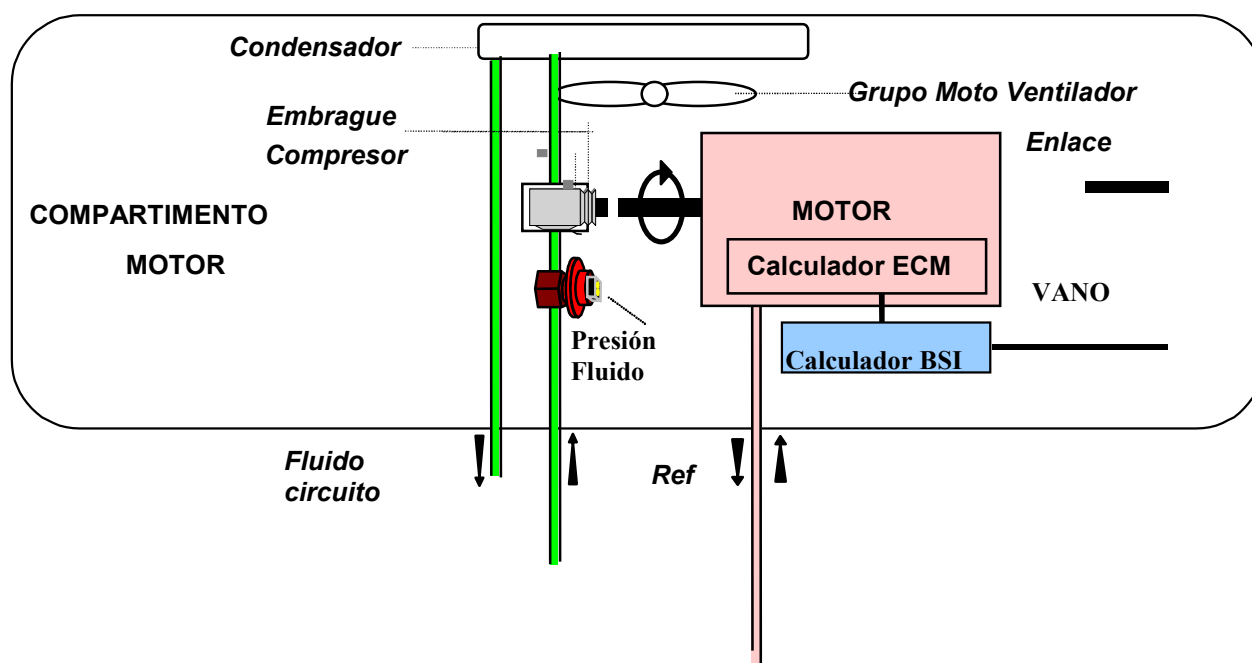 Condensador
Grupo Moto Ventilador
Embrague
Compresor
Enlace
COMPARTIMENTO
MOTOR
MOTOR
Calculador ECM
VANO
Presión
Fluido
Calculador BSI
Fluido
circuito
Ref